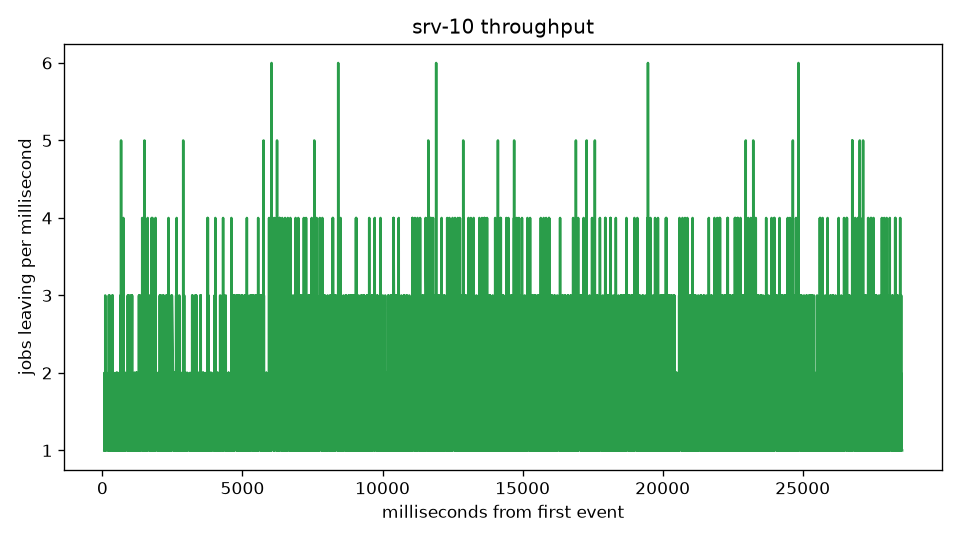 srv-10 throughput
jobs leaving per millisecond
6
5
4
3
2
1
0 5000 10000 15000 20000 25000
milliseconds from first event